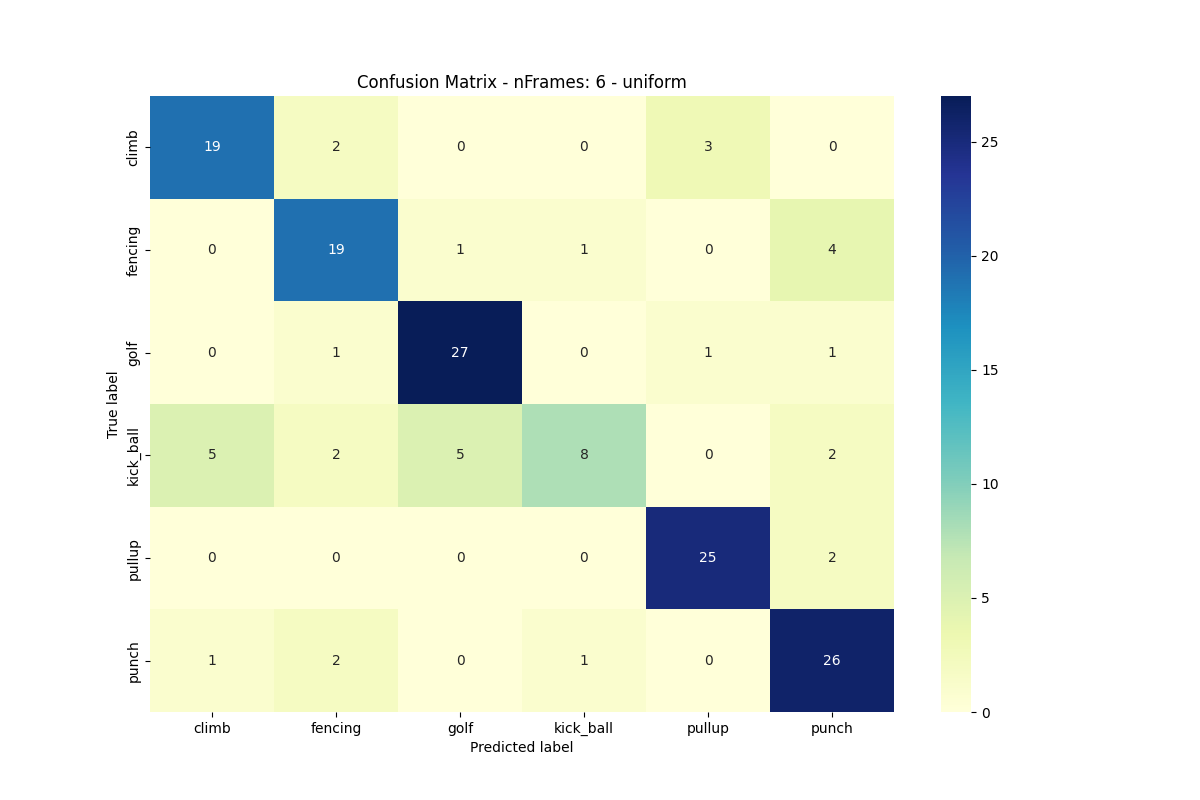 Confusion Matrix - nFrames: 6 - uniform
climb 19 2 0 0 3 0
fencing 0 19 1 1 0 4
golf 0 1 27 0 1 1
kick_ball 5 2 5 8 0 2
pullup 0 0 0 0 25 2
punch 1 2 0 1 0 26
True label
climb fencing golf kick_ball pullup punch
Predicted label
25
20
15
10
5
0